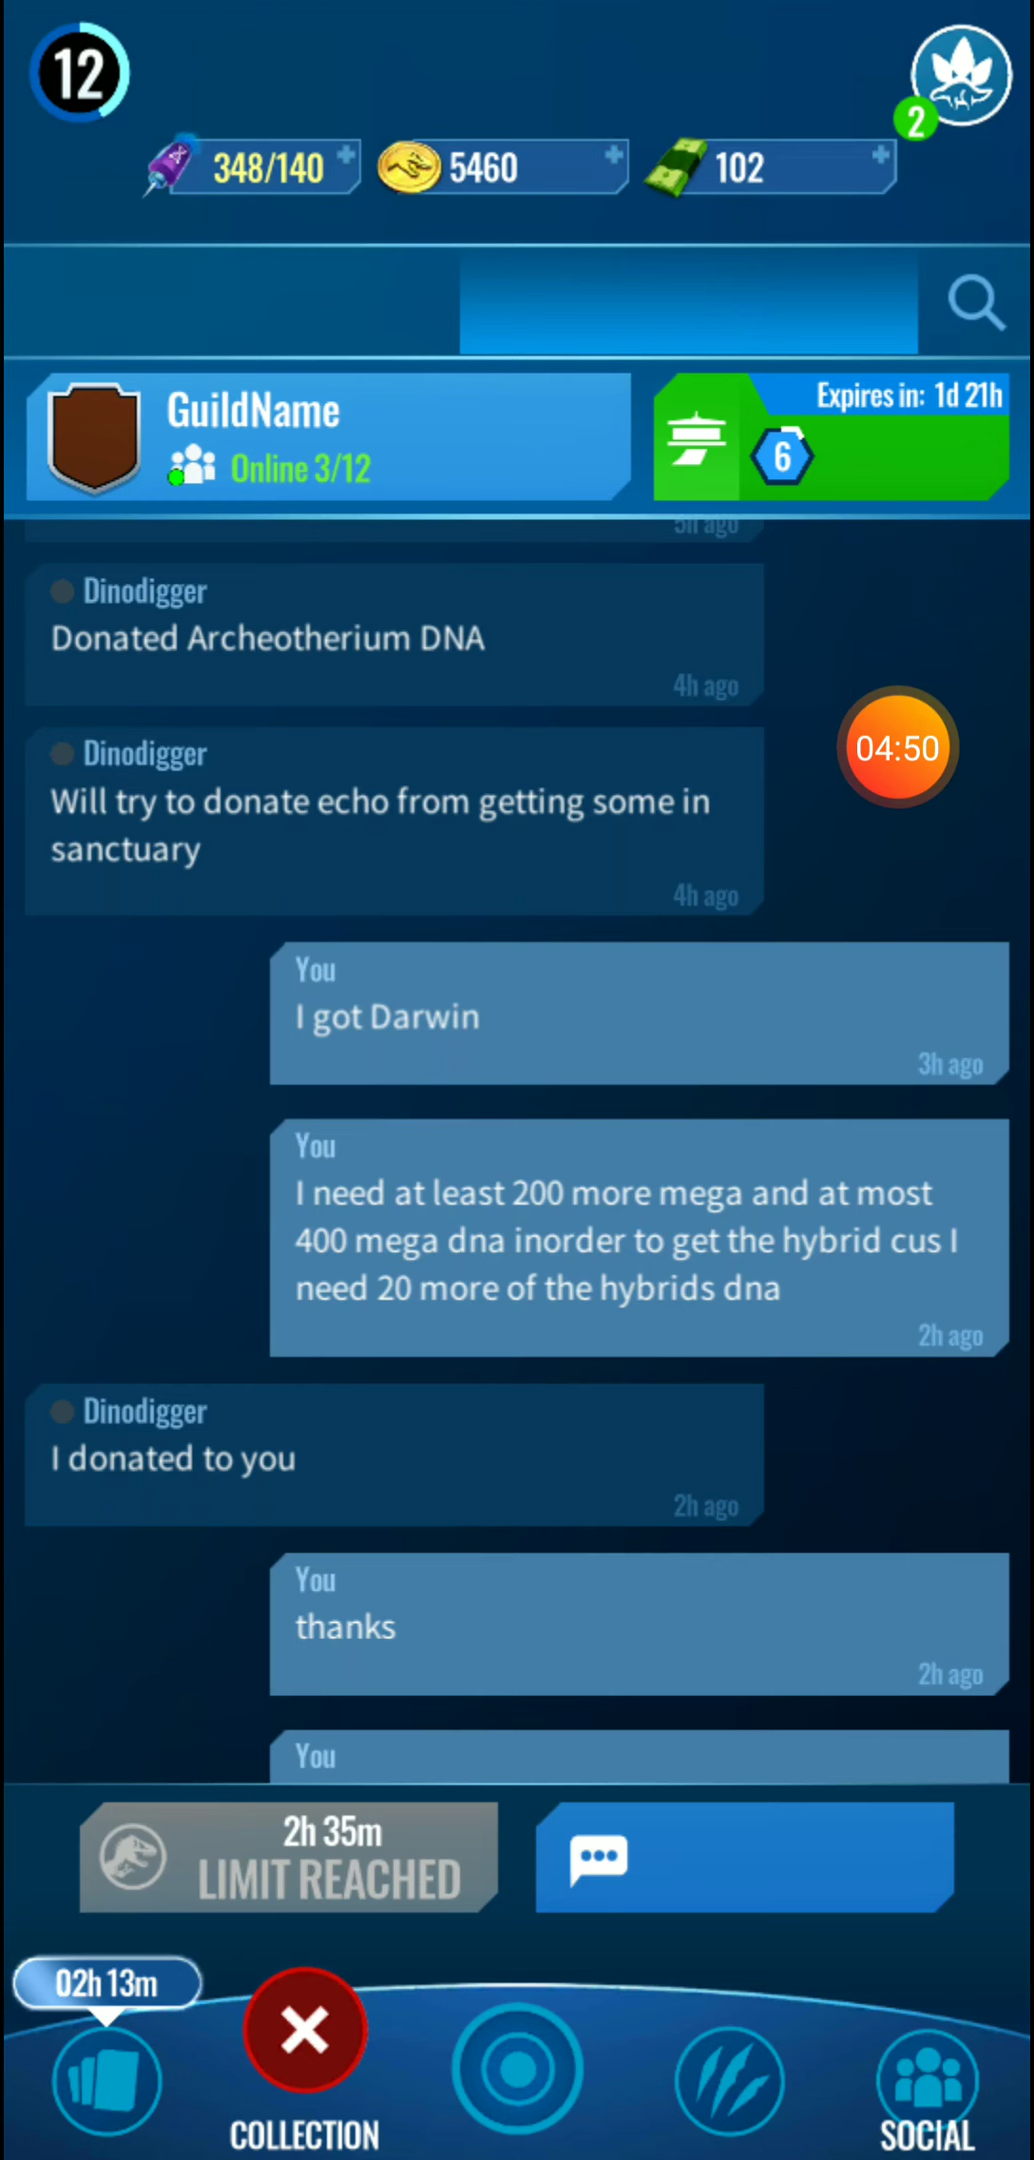 12
2
348/140
5460
102
GuildName
Online 3/12
Expires in: 1d 21h
6
5h ago
Dinodigger
Donated Archeotherium DNA
4h ago
Dinodigger
Will try to donate echo from getting some in
sanctuary
4h ago
04:50
You
I got Darwin
3h ago
You
I need at least 200 more mega and at most
400 mega dna inorder to get the hybrid cus I
need 20 more of the hybrids dna
2h ago
Dinodigger
I donated to you
2h ago
You
thanks
2h ago
You
2h 35m
LIMIT REACHED
02h 13m
COLLECTION
SOCIAL